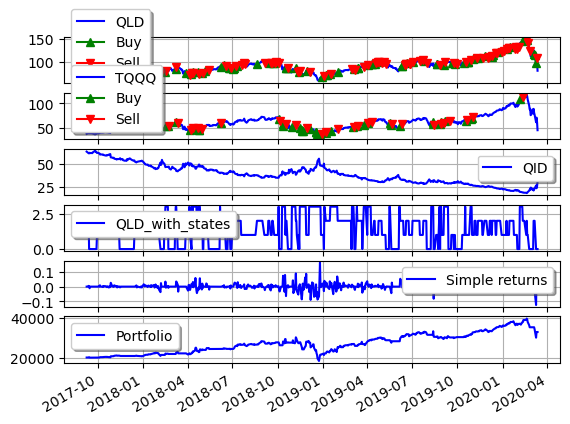 QLD
Buy
Sell
150
100
TQQQ
Buy
Sell
100
50
50
25
QID
2.5
0.0
QLD_with_states
0.1
0.0
−0.1
Simple returns
40000
20000
Portfolio
2017-10
2018-01
2018-04
2018-07
2018-10
2019-01
2019-04
2019-07
2019-10
2020-01
2020-04